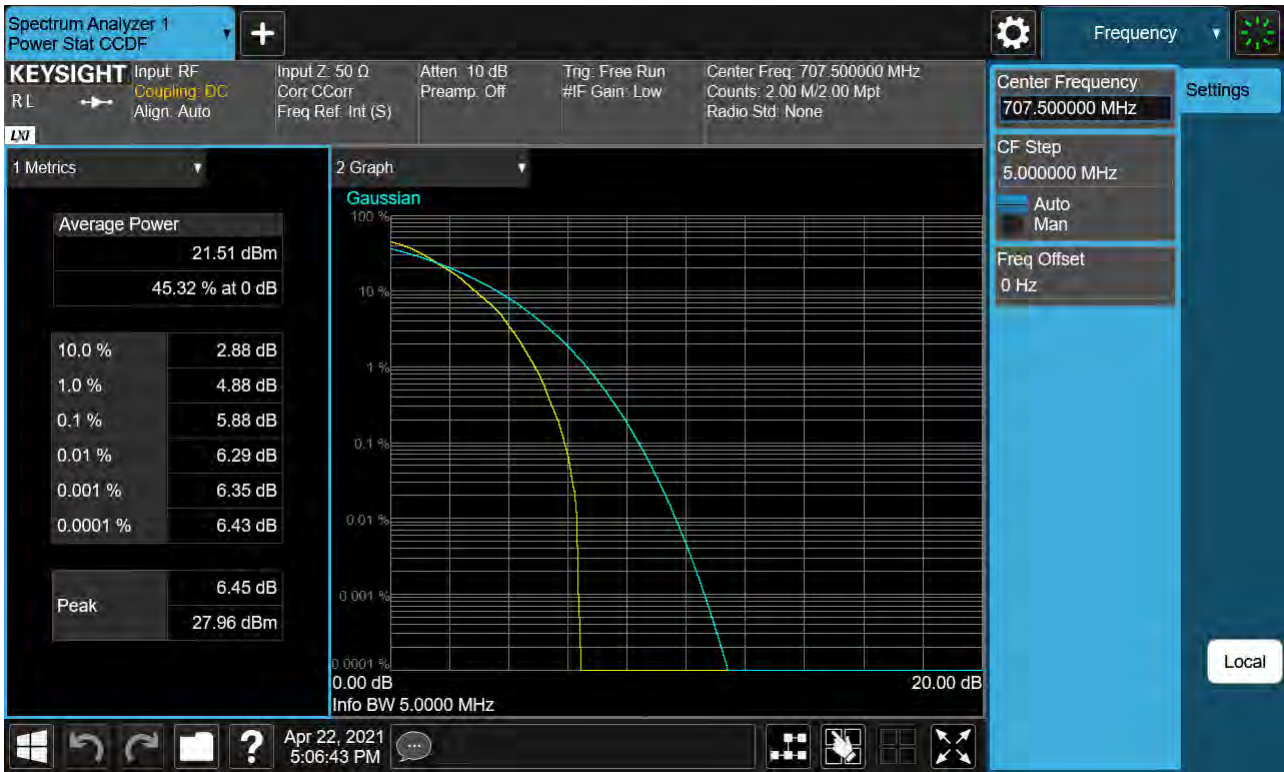 Spectrum Analyzer 1
Power Stat CCDF
Frequency
KEYSIGHT
RL
LXI
Input: RF
Coupling: DC
Align: Auto
Input Z: 50 Ω
Corr CCorr
Freq Ref: Int (S)
Atten: 10 dB
Preamp: Off
Trig: Free Run
#IF Gain: Low
Center Freq: 707.500000 MHz
Counts: 2.00 M/2.00 Mpt
Radio Std: None
Center Frequency
707.500000 MHz
Settings
CF Step
5.000000 MHz
Auto
Man
Freq Offset
0 Hz
1 Metrics
Average Power
21.51 dBm
45.32 % at 0 dB
10.0 % 2.88 dB
1.0 % 4.88 dB
0.1 % 5.88 dB
0.01 % 6.29 dB
0.001 % 6.35 dB
0.0001 % 6.43 dB
Peak
6.45 dB
27.96 dBm
2 Graph
Gaussian
100 %
10 %
1 %
0.1 %
0.01 %
0.001 %
0.0001 %
0.00 dB 20.00 dB
Info BW 5.0000 MHz
Local
?
Apr 22, 2021
5:06:43 PM